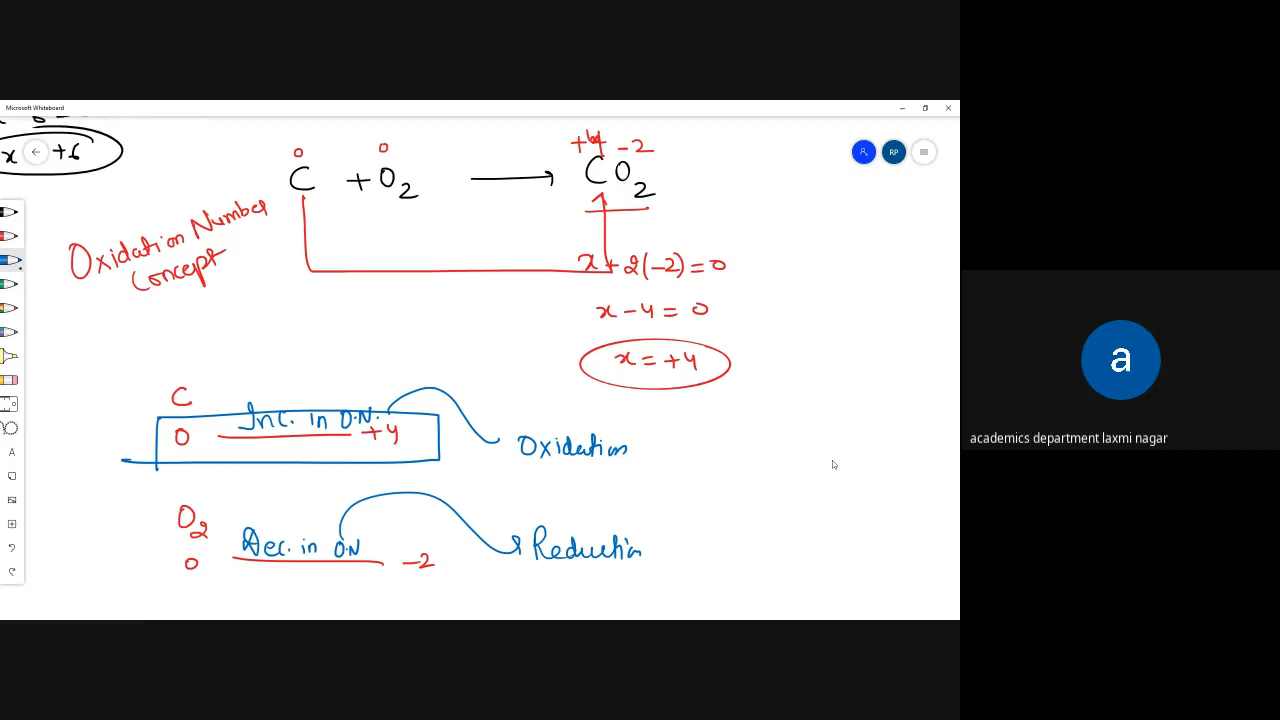 Microsoft Whiteboard
x +6
0 0 +4 -2
C + O2 → CO2
Oxidation Number
Concept
x + 2(-2) = 0
x - 4 = 0
x = +4
C
Inc. in O.N.
0 +4
Oxidation
O2
Dec. in O.N
0 -2
Reduction
RP
A
a
academics department laxmi nagar